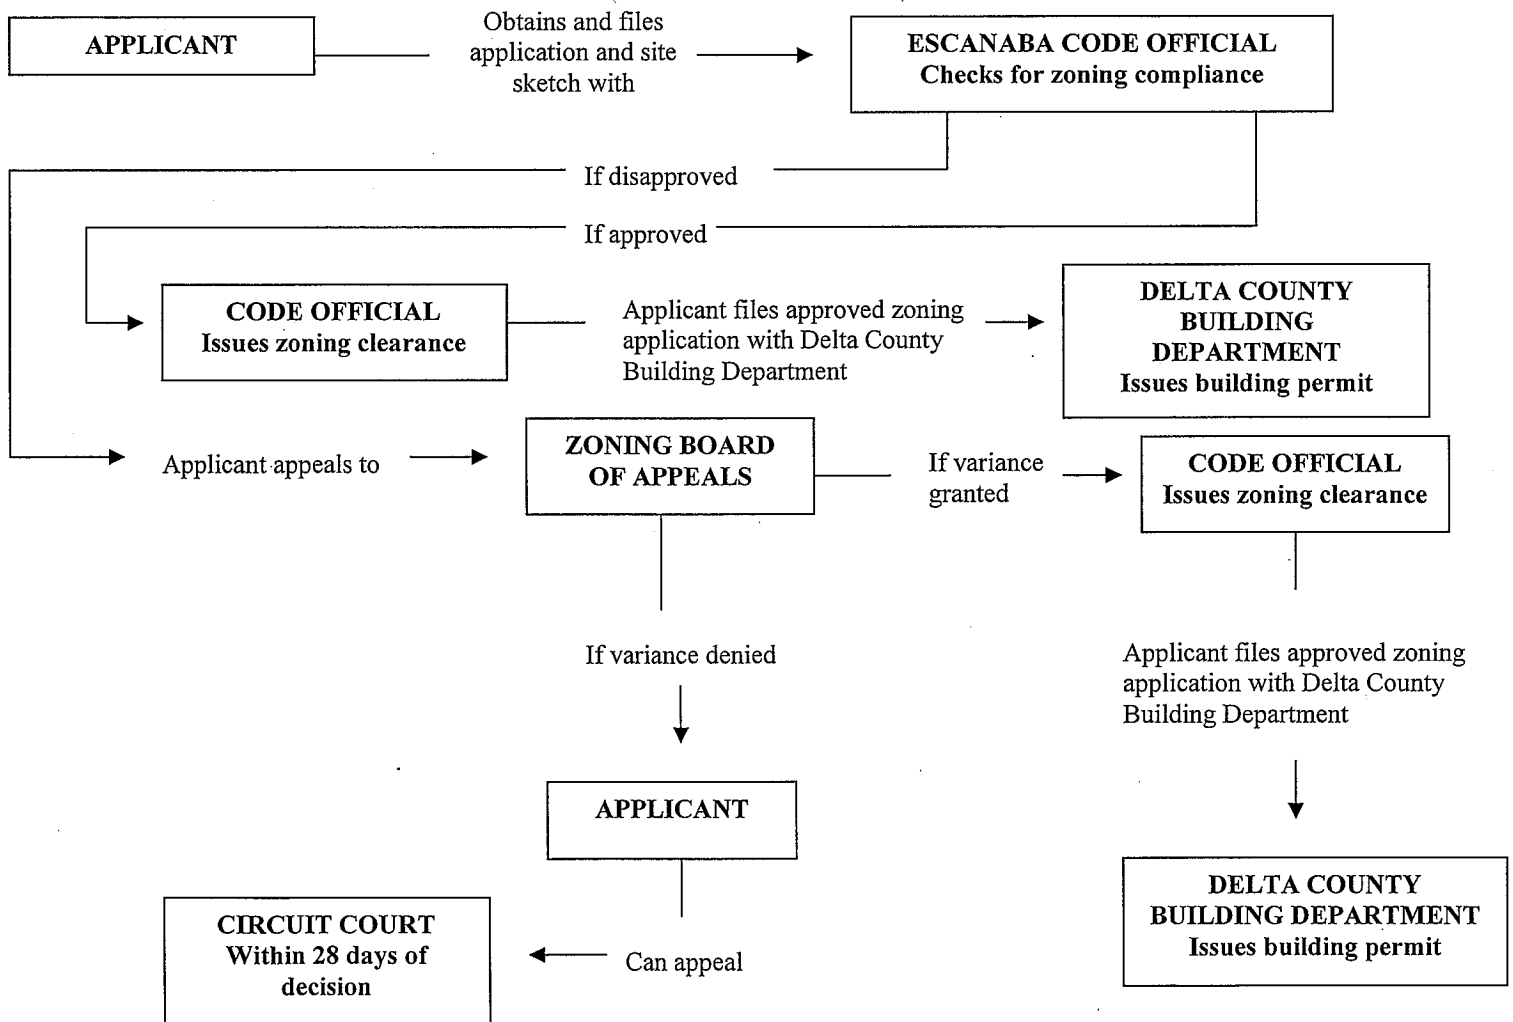 APPLICANT
Obtains and files
application and site
sketch with
ESCANABA CODE OFFICIAL
Checks for zoning compliance
If disapproved
If approved
CODE OFFICIAL
Issues zoning clearance
Applicant files approved zoning
application with Delta County
Building Department
DELTA COUNTY
BUILDING
DEPARTMENT
Issues building permit
Applicant appeals to
ZONING BOARD
OF APPEALS
If variance
granted
CODE OFFICIAL
Issues zoning clearance
If variance denied
Applicant files approved zoning
application with Delta County
Building Department
APPLICANT
DELTA COUNTY
BUILDING DEPARTMENT
Issues building permit
CIRCUIT COURT
Within 28 days of
decision
Can appeal